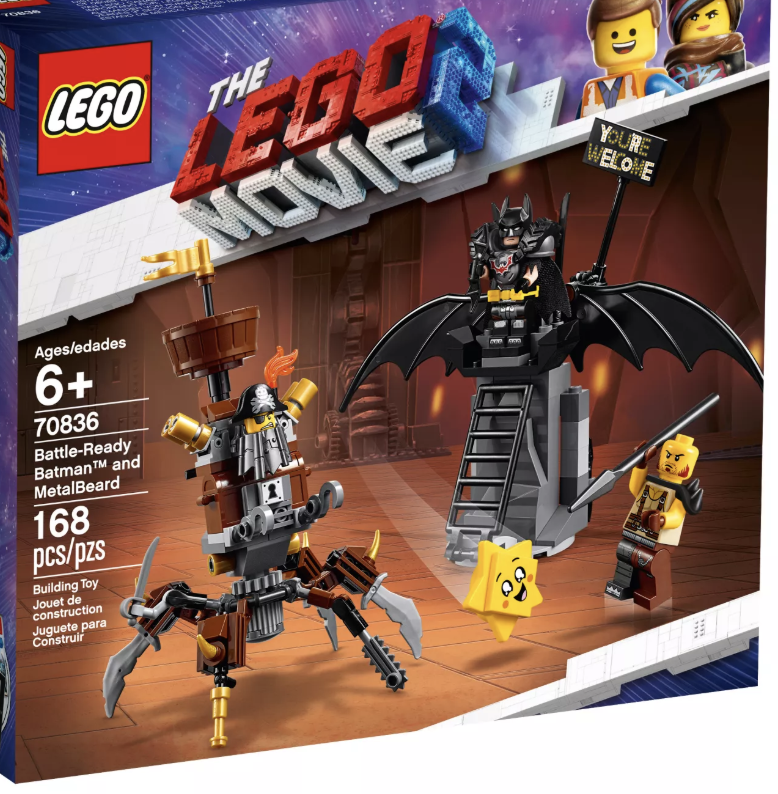 70836
LEGO
THE
LEGO
MOVIE 2
YOU'RE
WELCOME
Ages/edades
6+
70836
Battle-Ready
Batman™ and
MetalBeard
168
pcs/pzs
Building Toy
Jouet de
construction
Juguete para
Construir